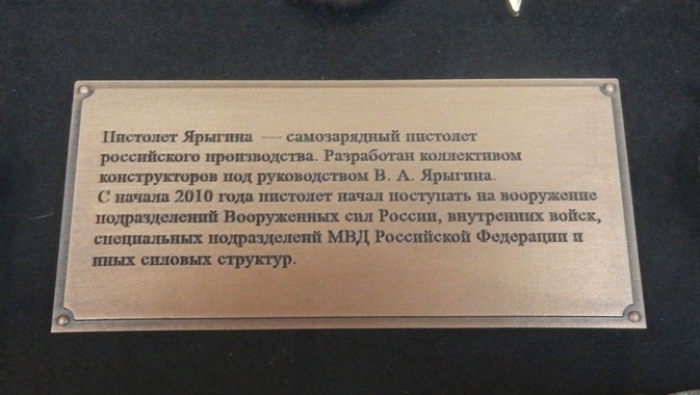 Пистолет Ярыгина — самозарядный пистолет
российского производства. Разработан коллективом
конструкторов под руководством В. А. Ярыгина.
С начала 2010 года пистолет начал поступать на вооружение
подразделений Вооруженных сил России, внутренних войск,
специальных подразделений МВД Российской Федерации и
иных силовых структур.